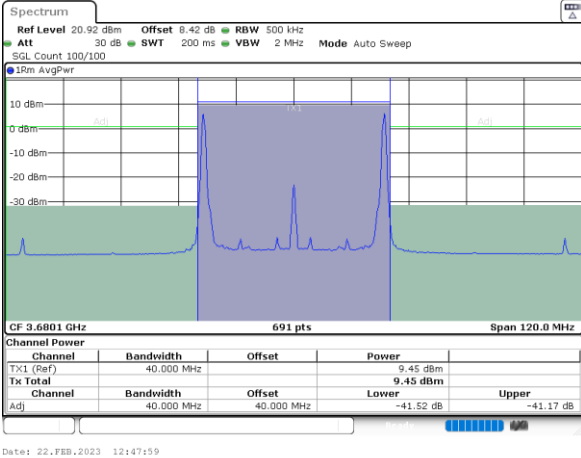 Spectrum
Ref Level 20.92 dBm Offset 8.42 dB RBW 500 kHz
Att 30 dB SWT 200 ms VBW 2 MHz Mode Auto Sweep
SGL Count 100/100
1Rm AvgPwr
TX1
10 dBm
Adj Adj
0 dBm
-10 dBm
-20 dBm
-30 dBm
CF 3.6801 GHz 691 pts Span 120.0 MHz
Channel Power
Channel Bandwidth Offset Power
TX1 (Ref) 40.000 MHz 9.45 dBm
Tx Total 9.45 dBm
Channel Bandwidth Offset Lower Upper
Adj 40.000 MHz 40.000 MHz -41.52 dB -41.17 dB
Ready
Date: 22.FEB.2023 12:47:59